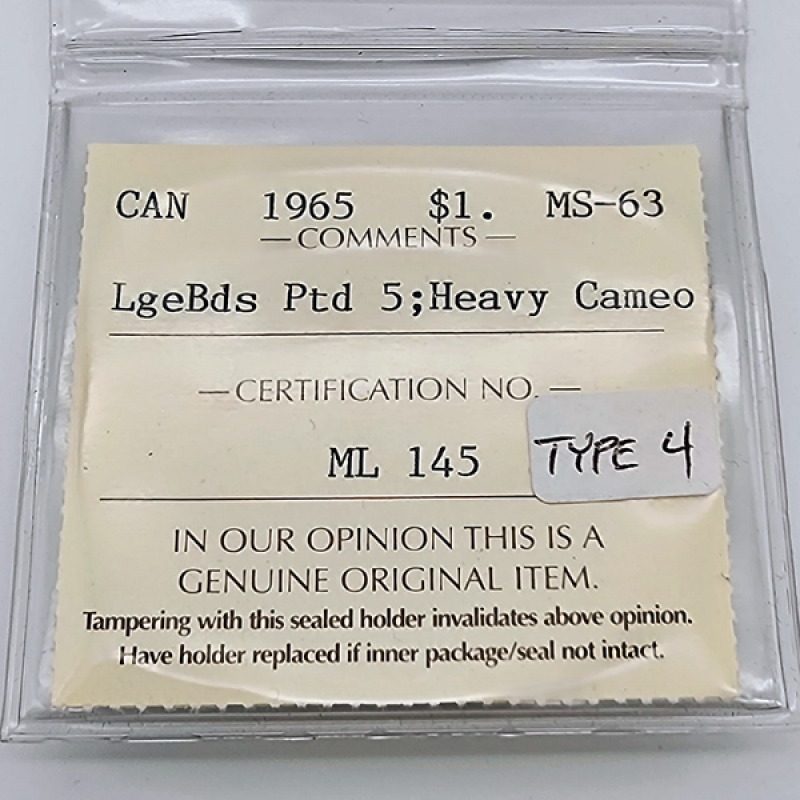 CAN 1965 $1. MS-63
—COMMENTS—
LgeBds Ptd 5;Heavy Cameo
—CERTIFICATION NO.—
ML 145
TYPE 4
IN OUR OPINION THIS IS A
GENUINE ORIGINAL ITEM.
Tampering with this sealed holder invalidates above opinion.
Have holder replaced if inner package/seal not intact.